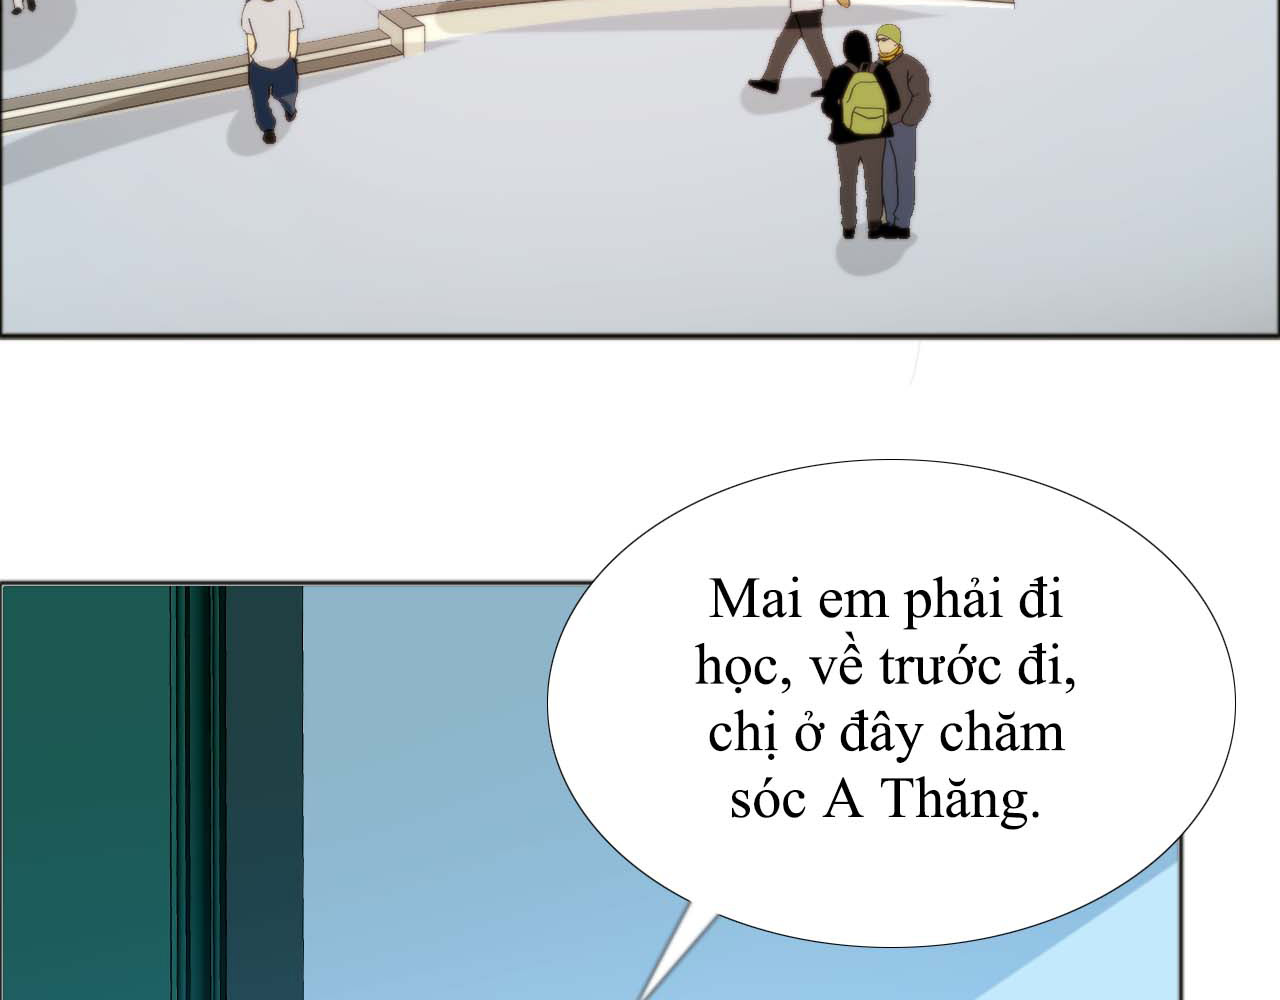 Mai em phải đi
học, về trước đi,
chị ở đây chăm
sóc A Thăng.